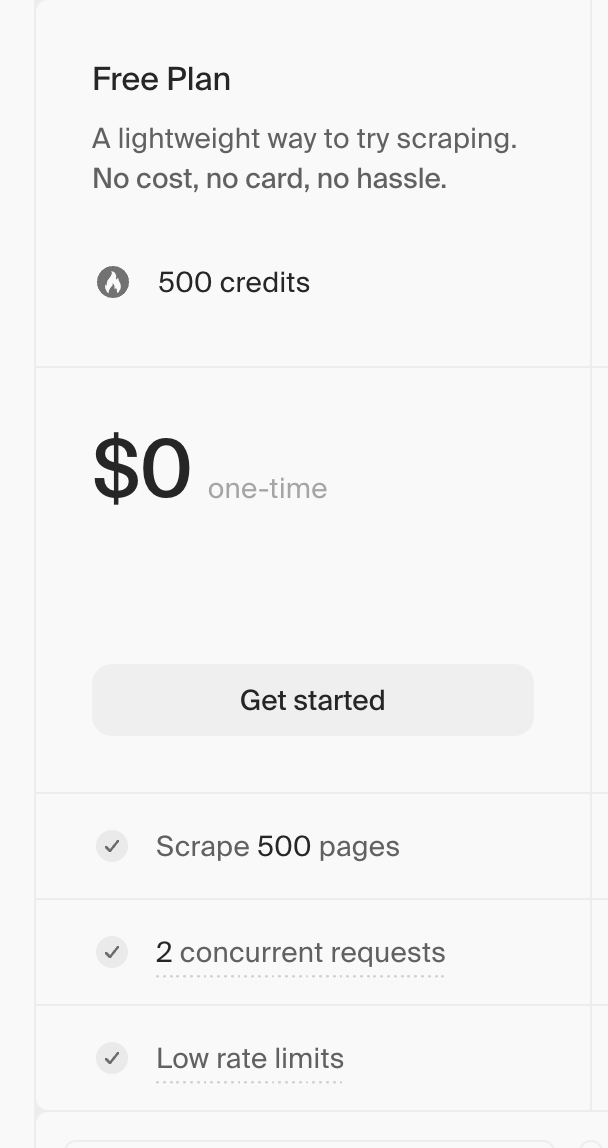 Free Plan
A lightweight way to try scraping.
No cost, no card, no hassle.
500 credits
$0 one-time
Get started
Scrape 500 pages
2 concurrent requests
Low rate limits